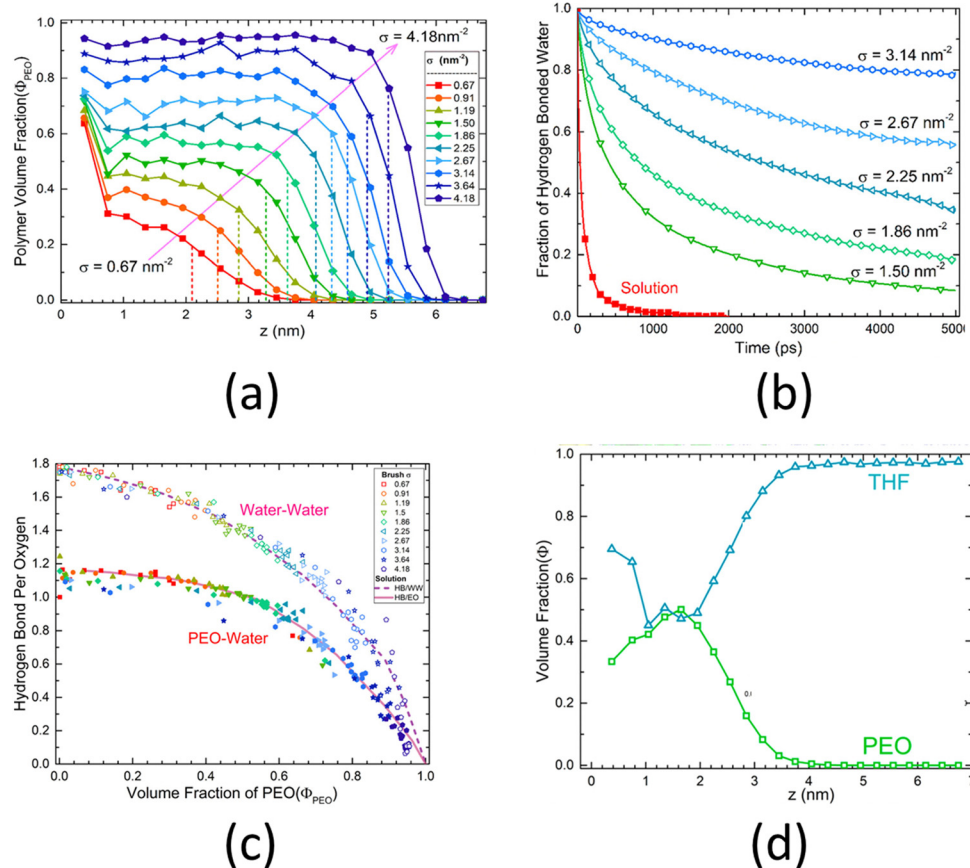 1.0
0.8
0.6
0.4
0.2
0.0
Polymer Volume Fraction(Φ_PEO)
0 1 2 3 4 5 6
z (nm)
σ = 4.18nm⁻²
σ = 0.67 nm⁻²
σ (nm⁻²)
0.67
0.91
1.19
1.50
1.86
2.25
2.67
3.14
3.64
4.18
(a)
1.0
0.8
0.6
0.4
0.2
0.0
Fraction of Hydrogen Bonded Water
0 1000 2000 3000 4000 5000
Time (ps)
σ = 3.14 nm⁻²
σ = 2.67 nm⁻²
σ = 2.25 nm⁻²
σ = 1.86 nm⁻²
σ = 1.50 nm⁻²
Solution
(b)
1.8
1.6
1.4
1.2
1.0
0.8
0.6
0.4
0.2
0.0
Hydrogen Bond Per Oxygen
0.0 0.2 0.4 0.6 0.8 1.0
Volume Fraction of PEO(Φ_PEO)
Water-Water
PEO-Water
Brush σ
0.67
0.91
1.19
1.5
1.86
2.25
2.67
3.14
3.64
4.18
Solution
HB/WW
HB/EO
(c)
1.0
0.8
0.6
0.4
0.2
0.0
Volume Fraction(Φ)
0 1 2 3 4 5 6 7
z (nm)
THF
PEO
(d)